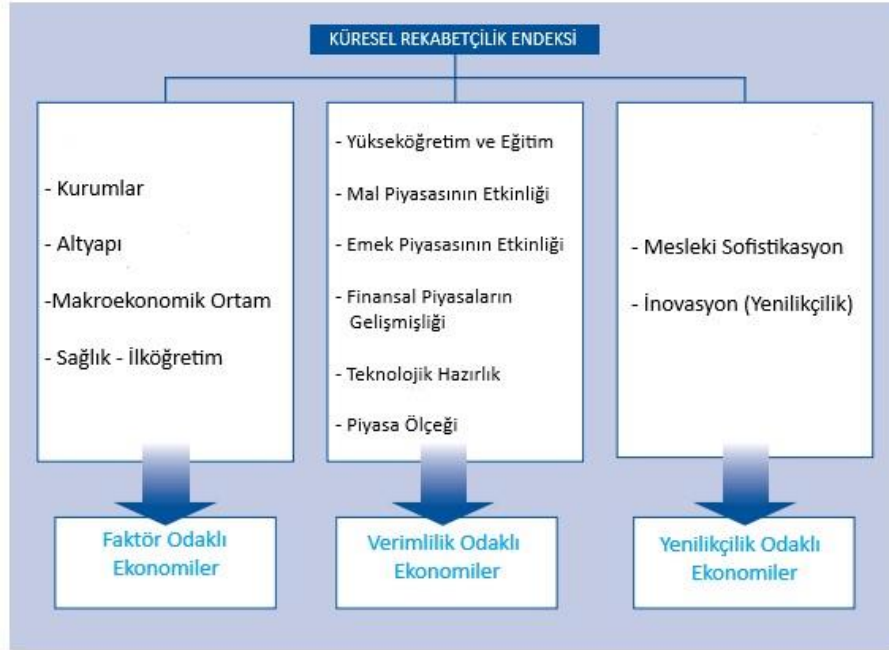 KÜRESEL REKABETÇİLİK ENDEKSİ
- Kurumlar
- Altyapı
-Makroekonomik Ortam
- Sağlık - İlköğretim
- Yükseköğretim ve Eğitim
- Mal Piyasasının Etkinliği
- Emek Piyasasının Etkinliği
- Finansal Piyasaların
Gelişmişliği
- Teknolojik Hazırlık
- Piyasa Ölçeği
- Mesleki Sofistikasyon
- İnovasyon (Yenilikçilik)
Faktör Odaklı
Ekonomiler
Verimlilik Odaklı
Ekonomiler
Yenilikçilik Odaklı
Ekonomiler